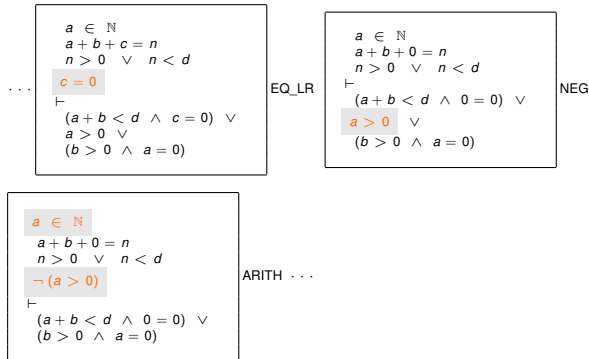 a ∈ ℕ
a + b + c = n
n > 0 ∨ n < d
c = 0
⊢
(a + b < d ∧ c = 0) ∨
a > 0 ∨
(b > 0 ∧ a = 0)
. . .
EQ_LR
a ∈ ℕ
a + b + 0 = n
n > 0 ∨ n < d
⊢
(a + b < d ∧ 0 = 0) ∨
a > 0 ∨
(b > 0 ∧ a = 0)
NEG
a ∈ ℕ
a + b + 0 = n
n > 0 ∨ n < d
¬ (a > 0)
⊢
(a + b < d ∧ 0 = 0) ∨
(b > 0 ∧ a = 0)
ARITH . . .